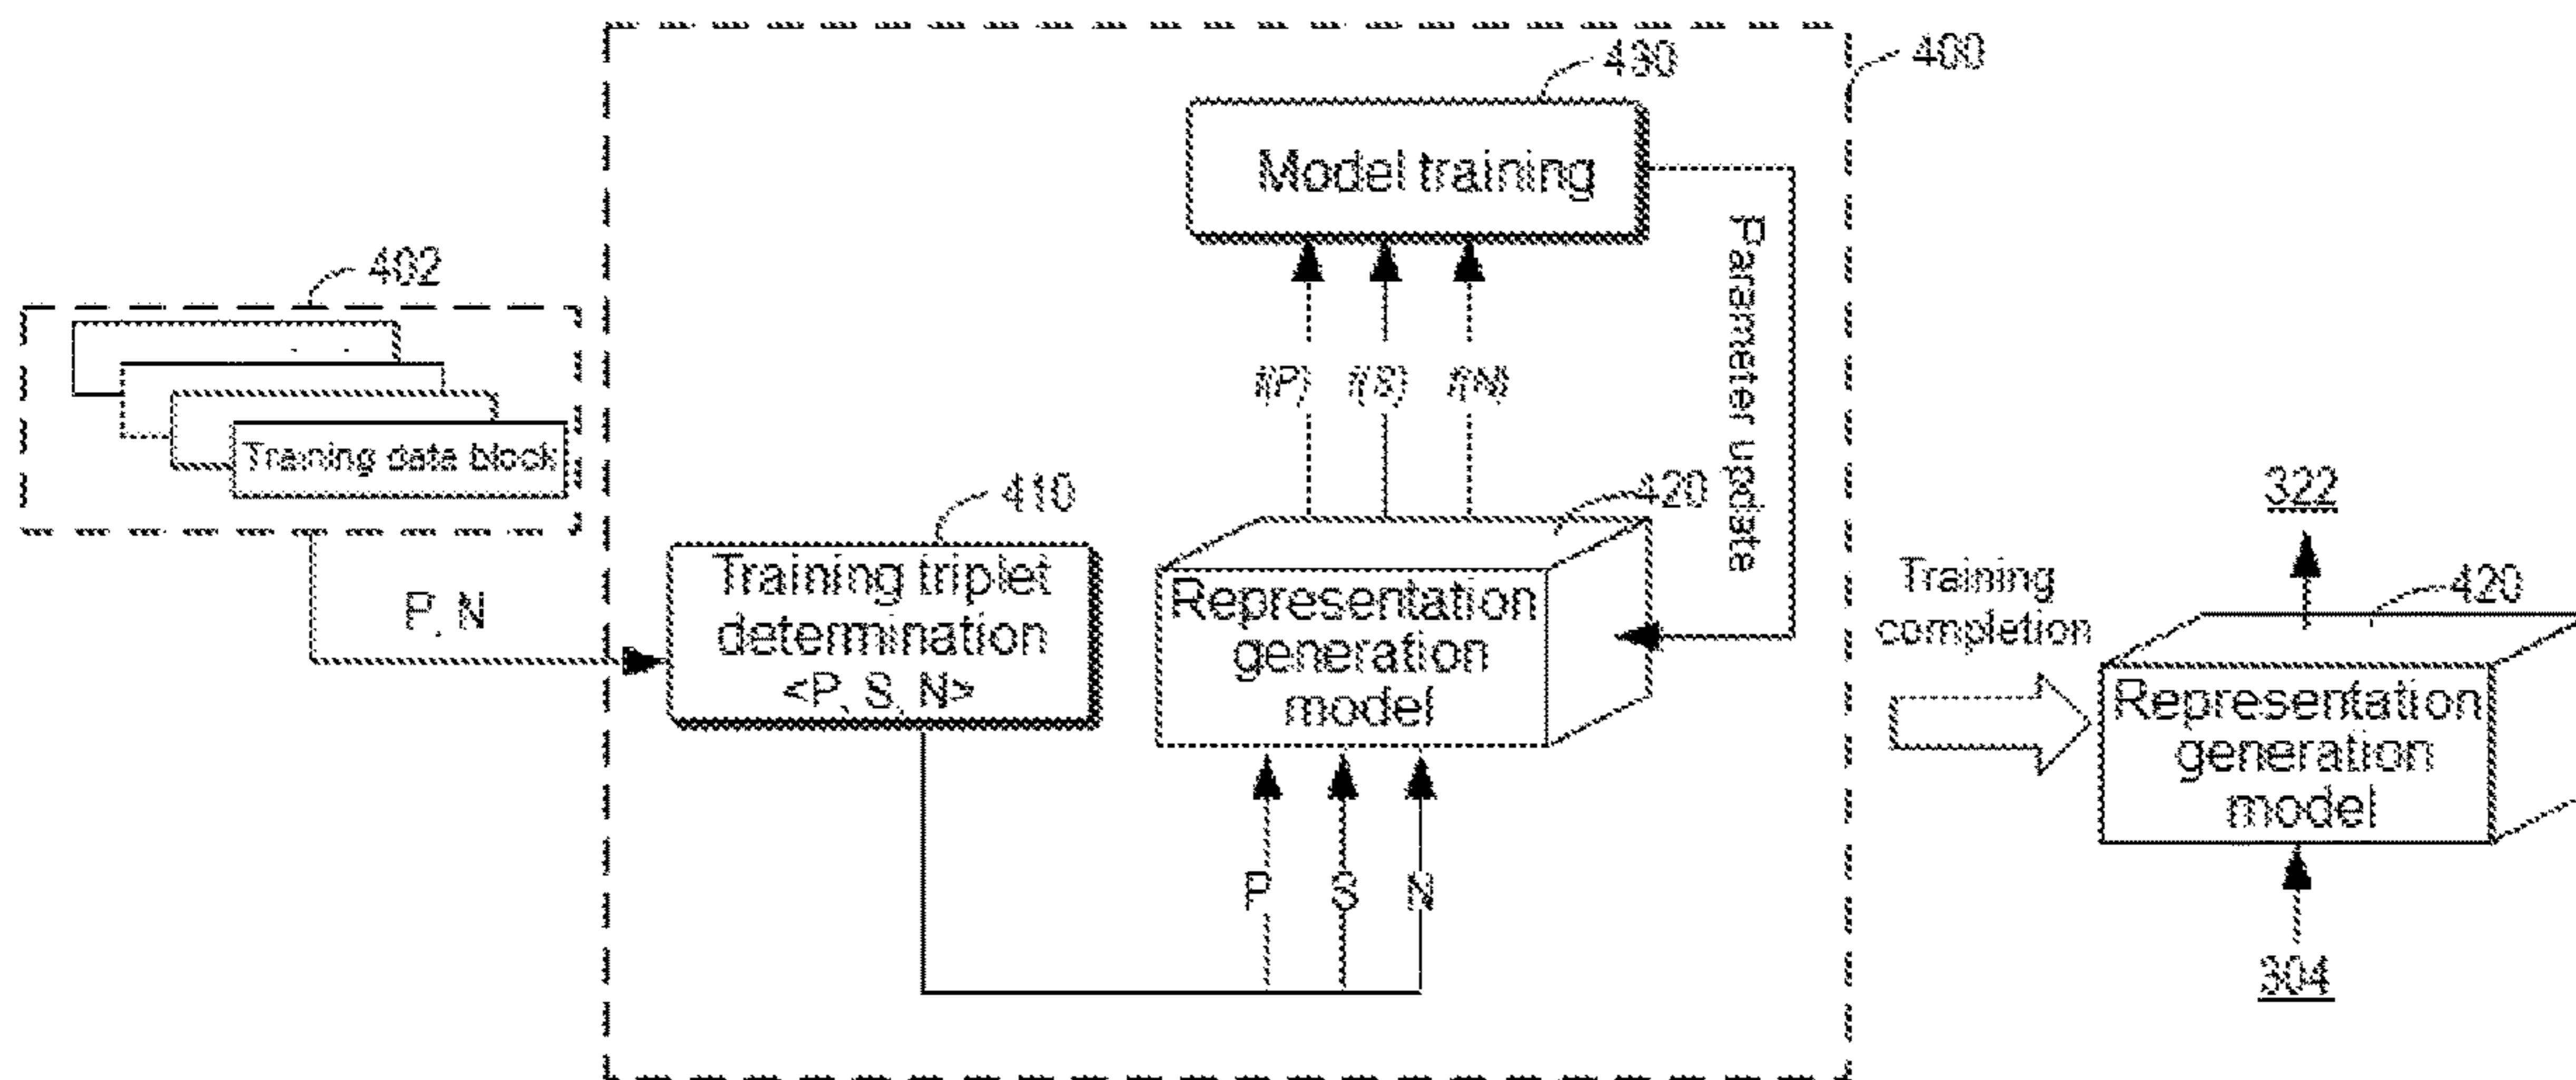 430
400
Model training
402
Training data block
Parameter update
f(P) f(S) f(N)
410
420
322
P, N
Training triplet
determination
<P, S, N>
Representation
generation
model
Training
completion
420
Representation
generation
model
P S N
304